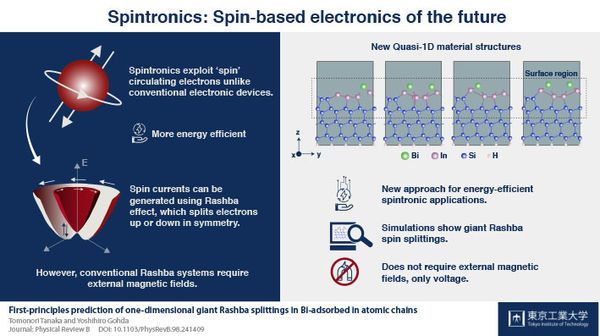 Spintronics: Spin-based electronics of the future
Spintronics exploit ‘spin’
circulating electrons unlike
conventional electronic devices.
More energy efficient
E
Spin currents can be
generated using Rashba
effect, which splits electrons
up or down in symmetry.
However, conventional Rashba systems require
external magnetic fields.
New Quasi-1D material structures
Surface region
z
x y
Bi In Si H
New approach for energy-efficient
spintronic applications.
Simulations show giant Rashba
spin splittings.
Does not require external magnetic
fields, only voltage.
First-principles prediction of one-dimensional giant Rashba splittings in Bi-adsorbed in atomic chains
Tomonori Tanaka and Yoshihiro Gohda
Journal: Physical Review B DOI: 10.1103/PhysRevB.98.241409
東京工業大学
Tokyo Institute of Technology